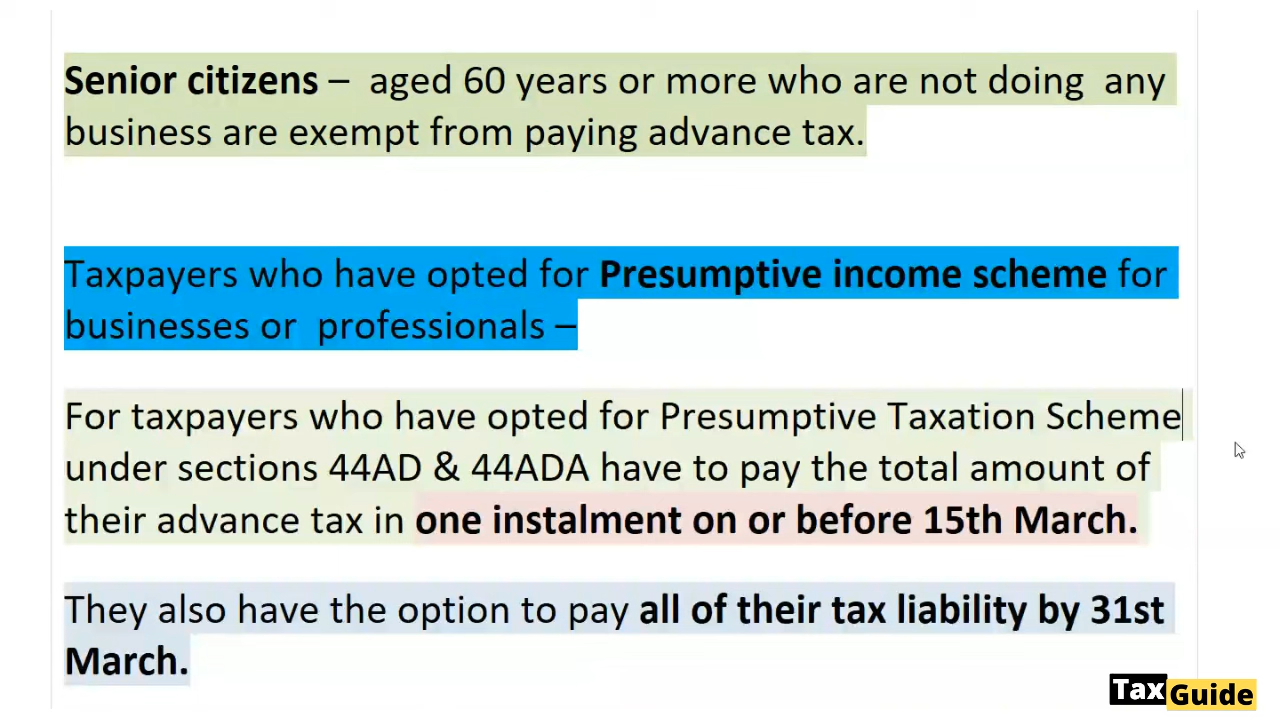 Senior citizens – aged 60 years or more who are not doing any
business are exempt from paying advance tax.
Taxpayers who have opted for Presumptive income scheme for
businesses or professionals –
For taxpayers who have opted for Presumptive Taxation Scheme
under sections 44AD & 44ADA have to pay the total amount of
their advance tax in one instalment on or before 15th March.
They also have the option to pay all of their tax liability by 31st
March.
Tax Guide